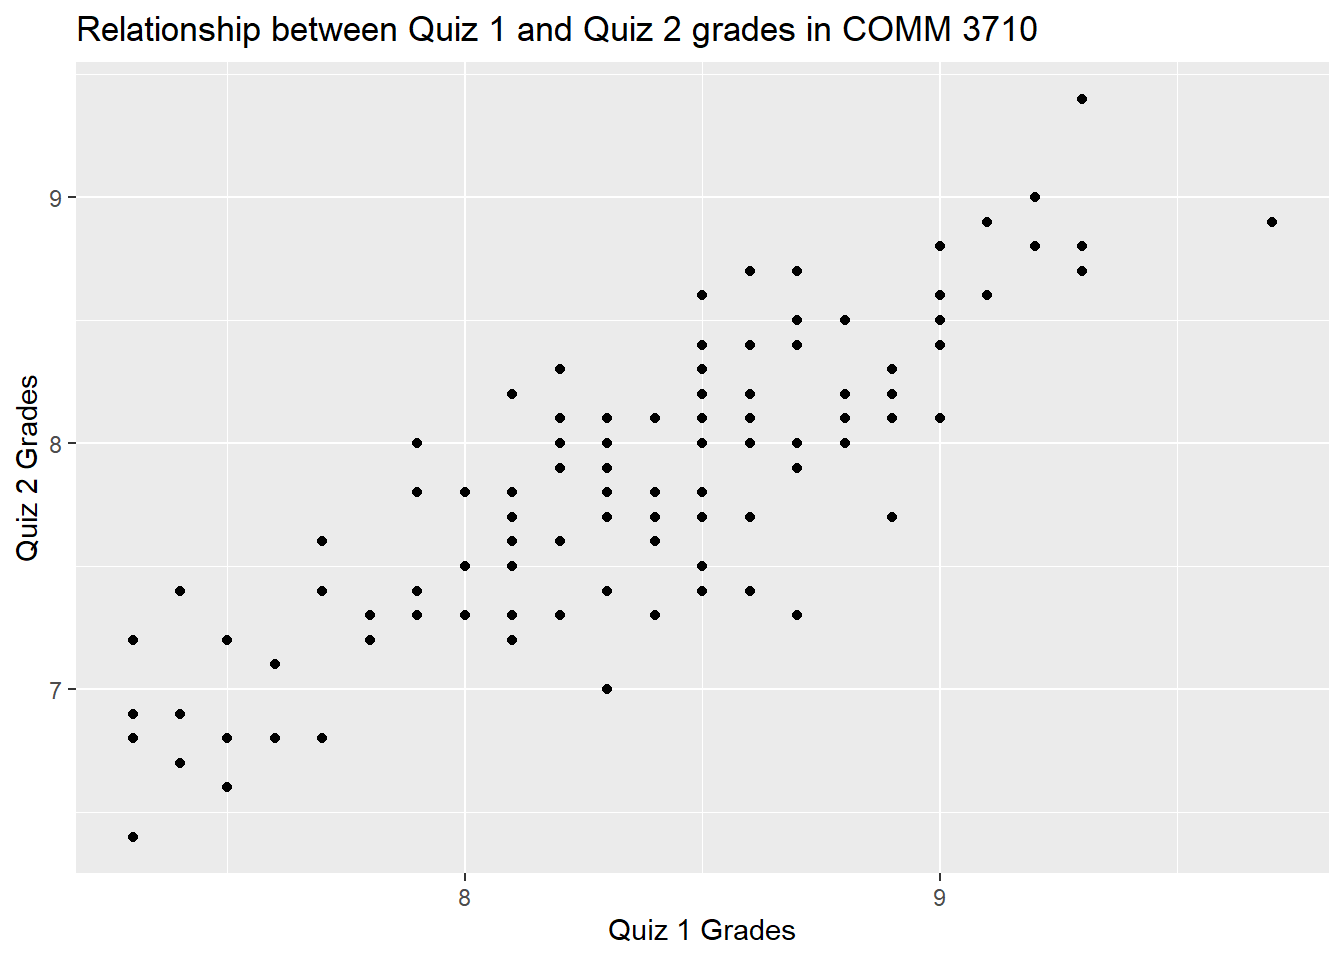 Relationship between Quiz 1 and Quiz 2 grades in COMM 3710
9
8
7
Quiz 2 Grades
8 9
Quiz 1 Grades